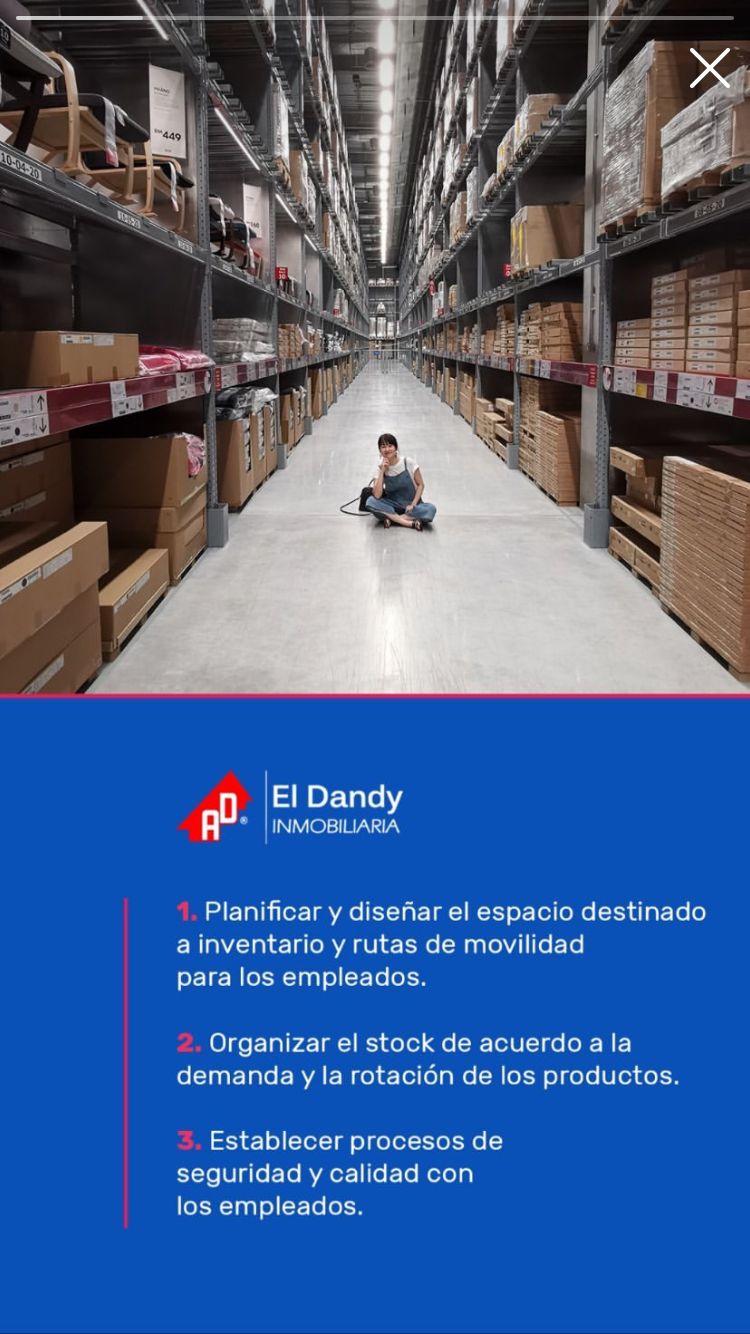 449
10-04-20
AD®
El Dandy
INMOBILIARIA
1. Planificar y diseñar el espacio destinado
a inventario y rutas de movilidad
para los empleados.
2. Organizar el stock de acuerdo a la
demanda y la rotación de los productos.
3. Establecer procesos de
seguridad y calidad con
los empleados.